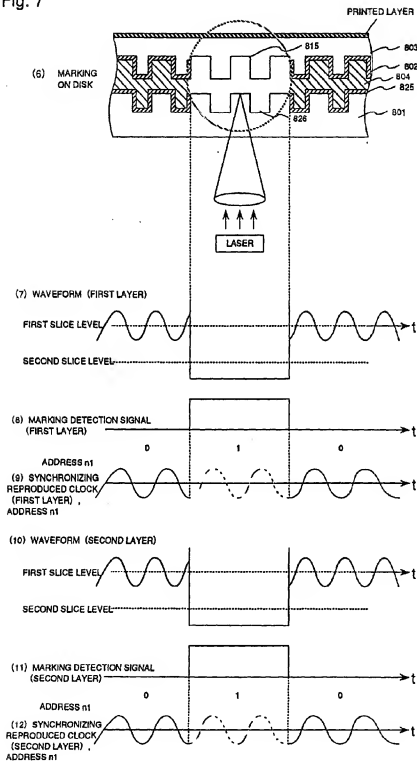 Fig. 7
PRINTED LAYER
815
803
802
804
825
(6) MARKING
ON DISK
801
826
LASER
(7) WAVEFORM (FIRST LAYER)
FIRST SLICE LEVEL
t
SECOND SLICE LEVEL
(8) MARKING DETECTION SIGNAL
(FIRST LAYER)
t
0 1 0
ADDRESS n1
(9) SYNCHRONIZING
REPRODUCED CLOCK
(FIRST LAYER),
ADDRESS n1
t
(10) WAVEFORM (SECOND LAYER)
FIRST SLICE LEVEL
t
SECOND SLICE LEVEL
(11) MARKING DETECTION SIGNAL
(SECOND LAYER)
t
0 1 0
ADDRESS n1
(12) SYNCHRONIZING
REPRODUCED CLOCK
(SECOND LAYER),
ADDRESS n1
t